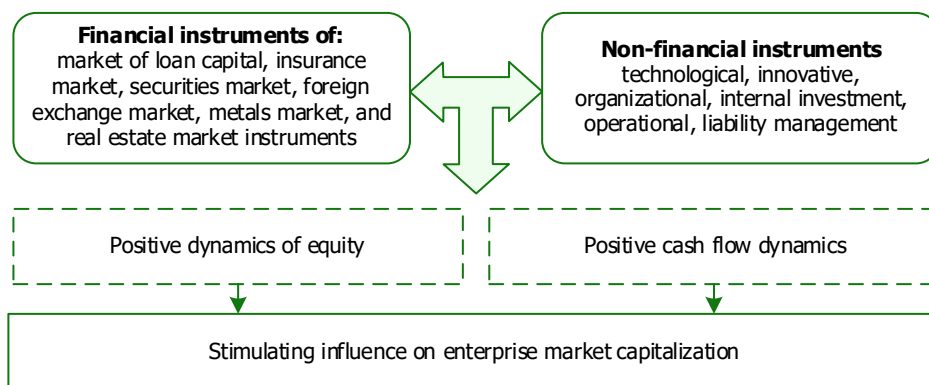 Financial instruments of:
market of loan capital, insurance
market, securities market, foreign
exchange market, metals market, and
real estate market instruments
Non-financial instruments
technological, innovative,
organizational, internal investment,
operational, liability management
Positive dynamics of equity
Positive cash flow dynamics
Stimulating influence on enterprise market capitalization